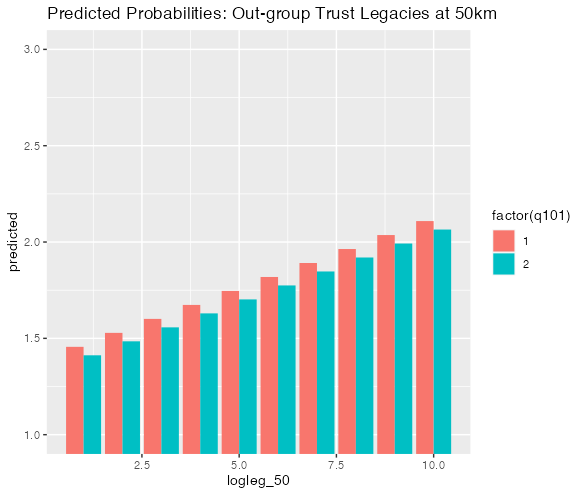 Predicted Probabilities: Out-group Trust Legacies at 50km
3.0
2.5
2.0
1.5
1.0
predicted
2.5
5.0
7.5
10.0
logleg_50
factor(q101)
1
2